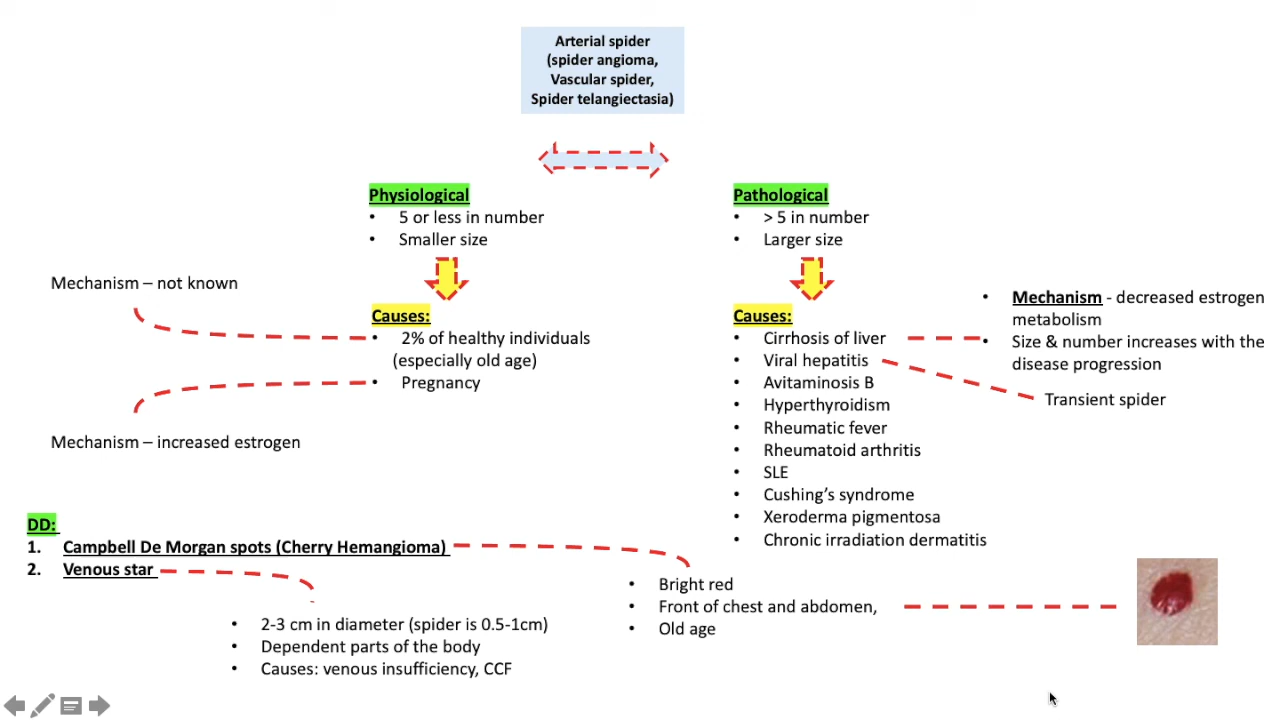 Arterial spider
(spider angioma,
Vascular spider,
Spider telangiectasia)
Physiological
• 5 or less in number
• Smaller size
Pathological
• > 5 in number
• Larger size
Mechanism – not known
Causes:
• 2% of healthy individuals
(especially old age)
• Pregnancy
Mechanism – increased estrogen
Causes:
• Cirrhosis of liver
• Viral hepatitis
• Avitaminosis B
• Hyperthyroidism
• Rheumatic fever
• Rheumatoid arthritis
• SLE
• Cushing’s syndrome
• Xeroderma pigmentosa
• Chronic irradiation dermatitis
• Mechanism - decreased estrogen
metabolism
• Size & number increases with the
disease progression
Transient spider
DD:
1. Campbell De Morgan spots (Cherry Hemangioma)
2. Venous star
• 2-3 cm in diameter (spider is 0.5-1cm)
• Dependent parts of the body
• Causes: venous insufficiency, CCF
• Bright red
• Front of chest and abdomen,
• Old age